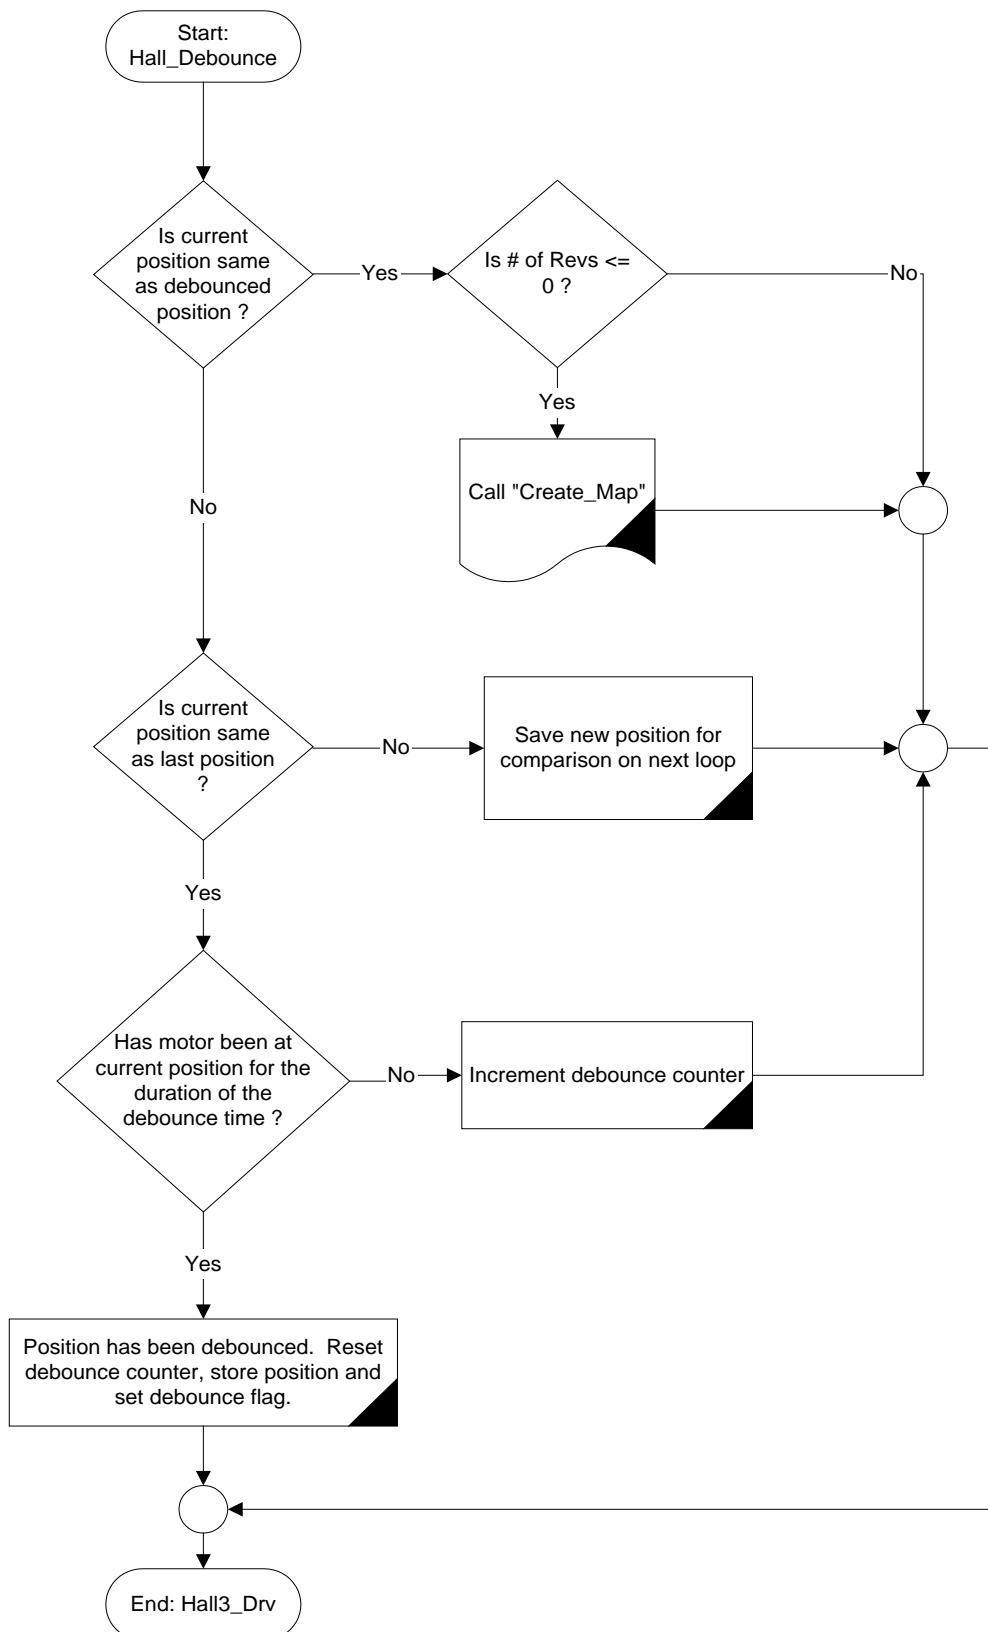 Start:
Hall_Debounce
Is current
position same
as debounced
position ?
Yes
Is # of Revs <=
0 ?
No
Yes
Call "Create_Map"
No
Is current
position same
as last position
?
No
Save new position for
comparison on next loop
Yes
Has motor been at
current position for the
duration of the
debounce time ?
No
Increment debounce counter
Yes
Position has been debounced.  Reset
debounce counter, store position and
set debounce flag.
End: Hall3_Drv